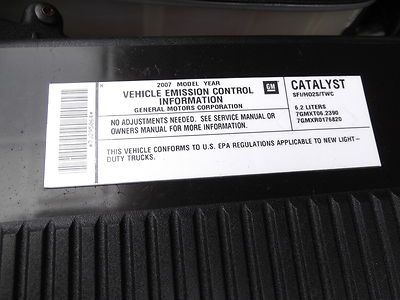 2007 MODEL YEAR
VEHICLE EMISSION CONTROL
INFORMATION
GENERAL MOTORS CORPORATION
GM
CATALYST
SFI/HO2S/TWC
6.2 LITERS
7GMXT06.2390
7GMXR0176820
NO ADJUSTMENTS NEEDED. SEE SERVICE MANUAL OR
OWNERS MANUAL FOR MORE INFORMATION.
THIS VEHICLE CONFORMS TO U.S. EPA REGULATIONS APPLICABLE TO NEW LIGHT-
DUTY TRUCKS.